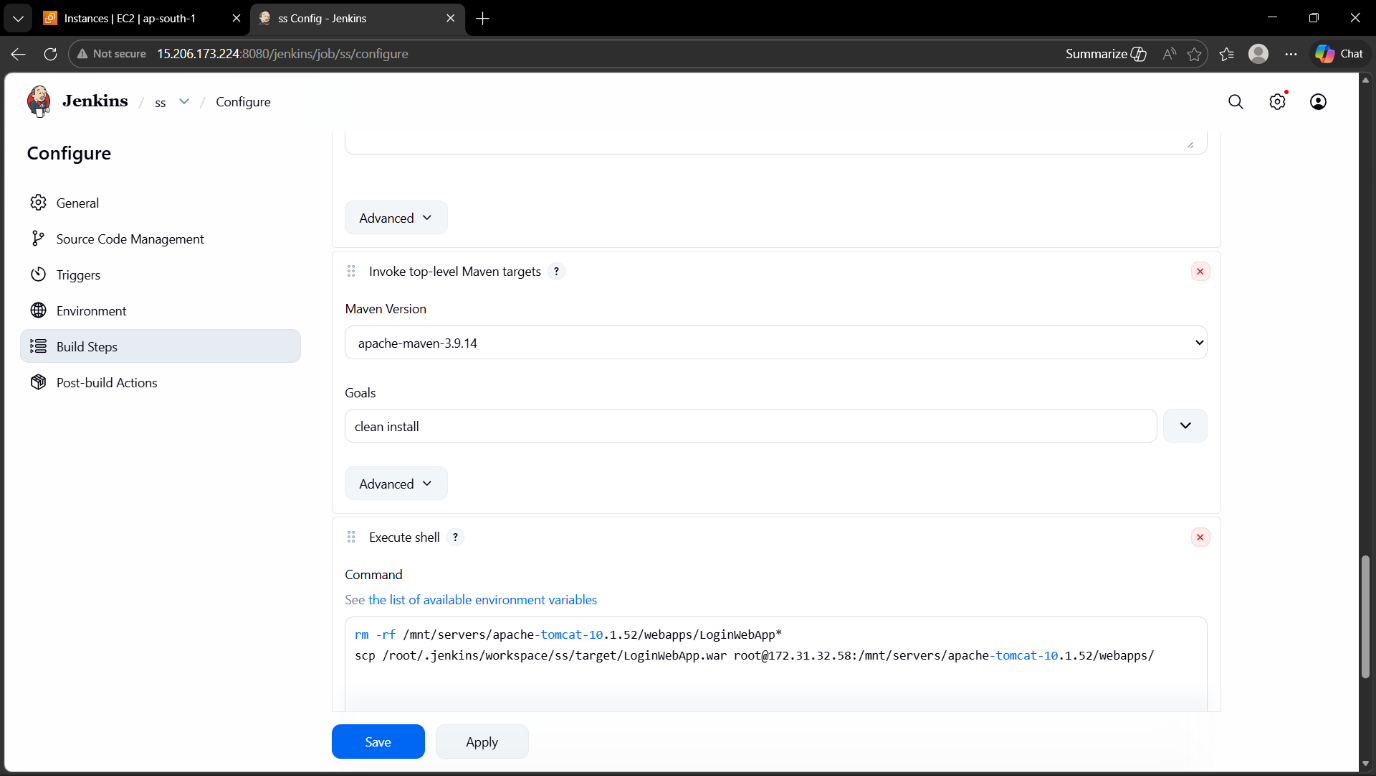 Instances | EC2 | ap-south-1
ss Config - Jenkins
Not secure 15.206.173.224:8080/jenkins/job/ss/configure
Summarize
Chat
Jenkins / ss / Configure
Configure
General
Source Code Management
Triggers
Environment
Build Steps
Post-build Actions
Advanced
Invoke top-level Maven targets ?
Maven Version
apache-maven-3.9.14
Goals
clean install
Advanced
Execute shell ?
Command
See the list of available environment variables
rm -rf /mnt/servers/apache-tomcat-10.1.52/webapps/LoginWebApp*
scp /root/.jenkins/workspace/ss/target/LoginWebApp.war root@172.31.32.58:/mnt/servers/apache-tomcat-10.1.52/webapps/
Save
Apply